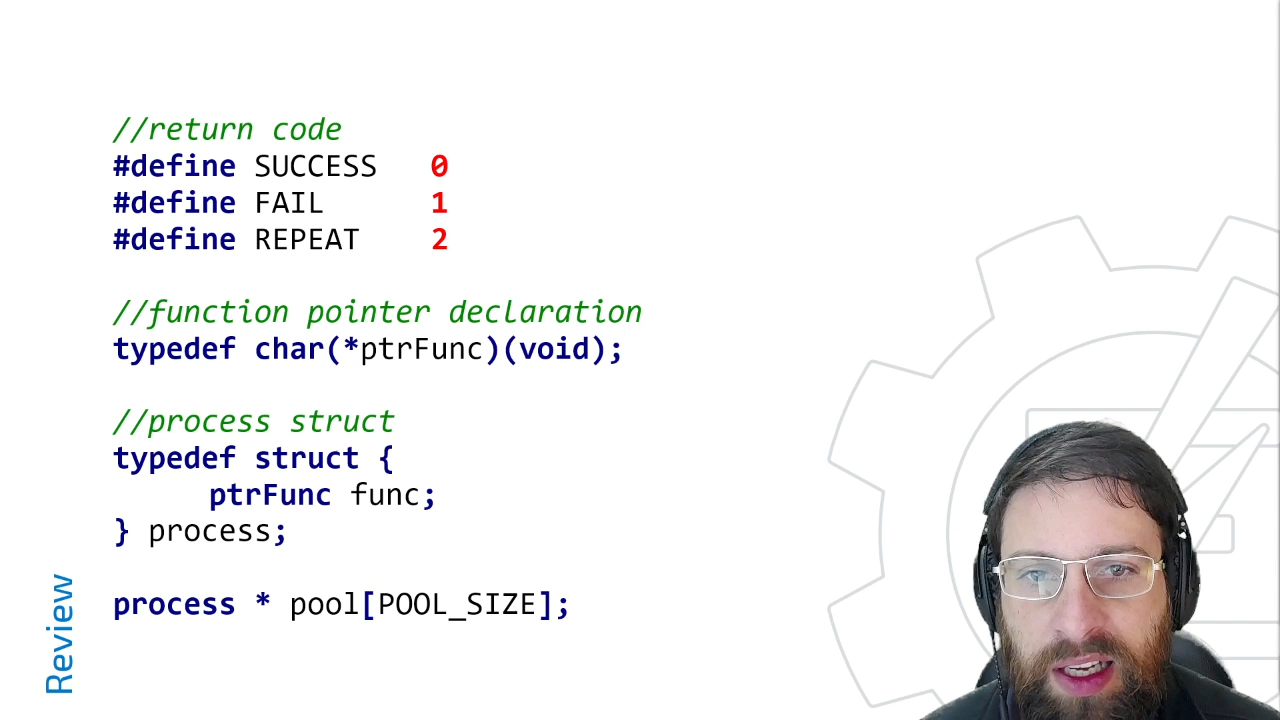 //return code
#define SUCCESS 0
#define FAIL 1
#define REPEAT 2
//function pointer declaration
typedef char(*ptrFunc)(void);
//process struct
typedef struct {
ptrFunc func;
} process;
process * pool[POOL_SIZE];
Review